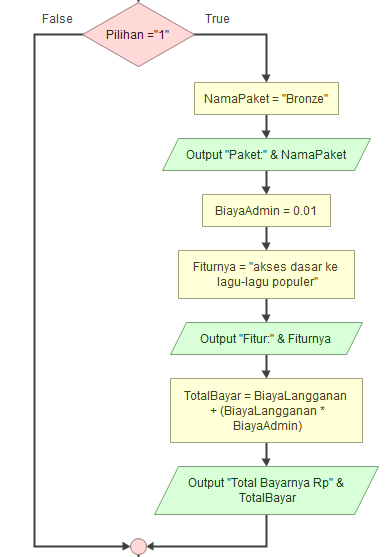 False
True
Pilihan ="1"
NamaPaket = "Bronze"
Output "Paket:" & NamaPaket
BiayaAdmin = 0.01
Fiturnya = "akses dasar ke
lagu-lagu populer"
Output "Fitur:" & Fiturnya
TotalBayar = BiayaLangganan
+ (BiayaLangganan *
BiayaAdmin)
Output "Total Bayarnya Rp" &
TotalBayar